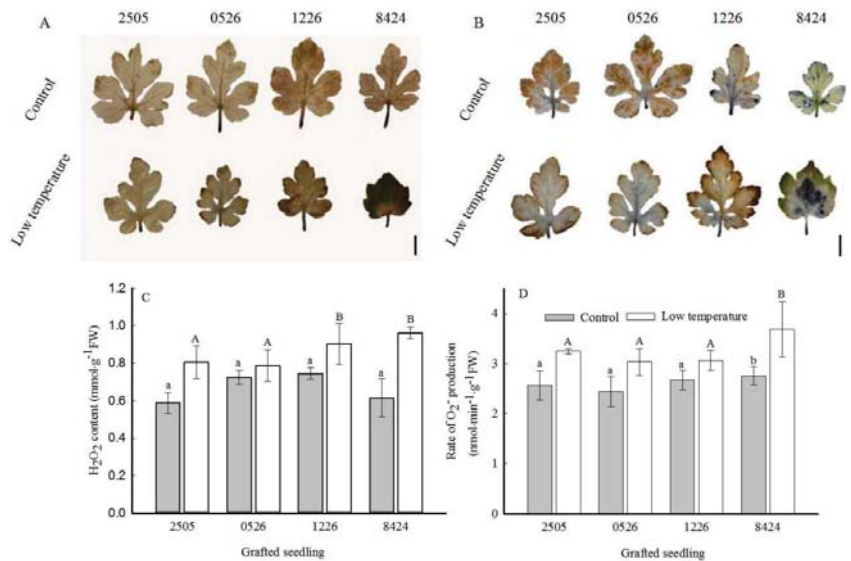 A
2505 0526 1226 8424
Control
Low temperature
B
2505 0526 1226 8424
Control
Low temperature
C
H2O2 content (mmol·g-1FW)
1.0
0.8
0.6
0.4
0.2
0.0
a A a A a B a B
2505 0526 1226 8424
Grafted seedling
D
Control Low temperature
Rate of O2·- production
(nmol·min-1·g-1FW)
4
3
2
1
0
a A a A a A b B
2505 0526 1226 8424
Grafted seedling